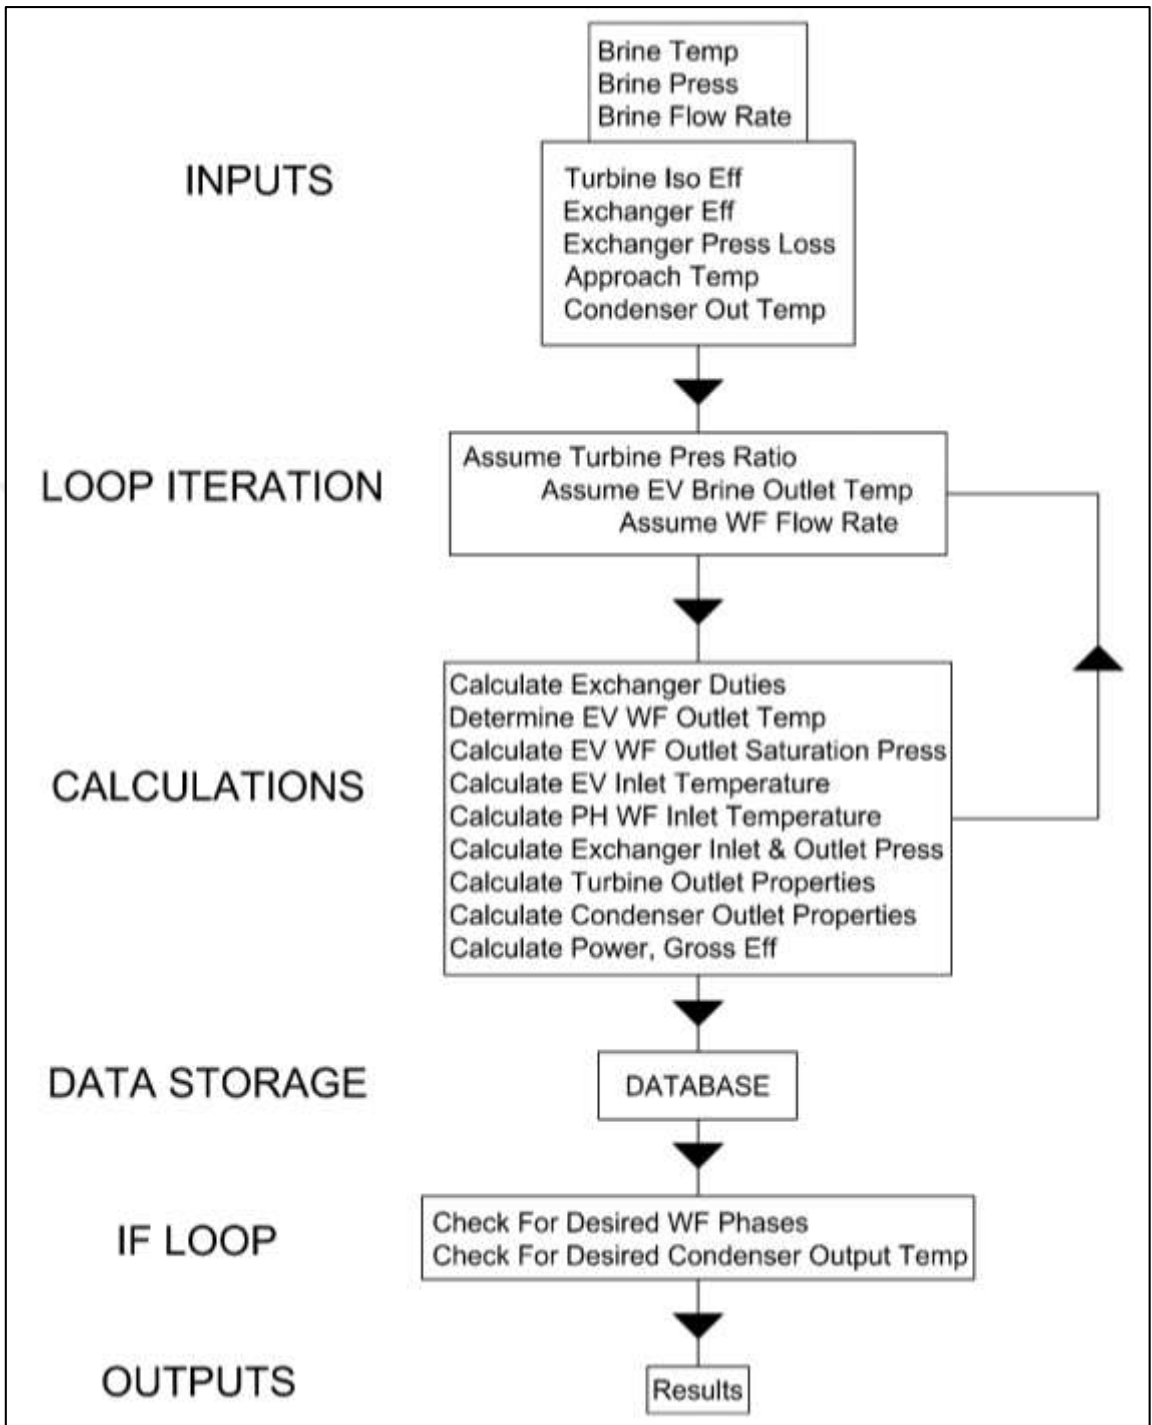 Brine Temp
Brine Press
Brine Flow Rate
INPUTS
Turbine Iso Eff
Exchanger Eff
Exchanger Press Loss
Approach Temp
Condenser Out Temp
LOOP ITERATION
Assume Turbine Pres Ratio
Assume EV Brine Outlet Temp
Assume WF Flow Rate
CALCULATIONS
Calculate Exchanger Duties
Determine EV WF Outlet Temp
Calculate EV WF Outlet Saturation Press
Calculate EV Inlet Temperature
Calculate PH WF Inlet Temperature
Calculate Exchanger Inlet & Outlet Press
Calculate Turbine Outlet Properties
Calculate Condenser Outlet Properties
Calculate Power, Gross Eff
DATA STORAGE
DATABASE
IF LOOP
Check For Desired WF Phases
Check For Desired Condenser Output Temp
OUTPUTS
Results